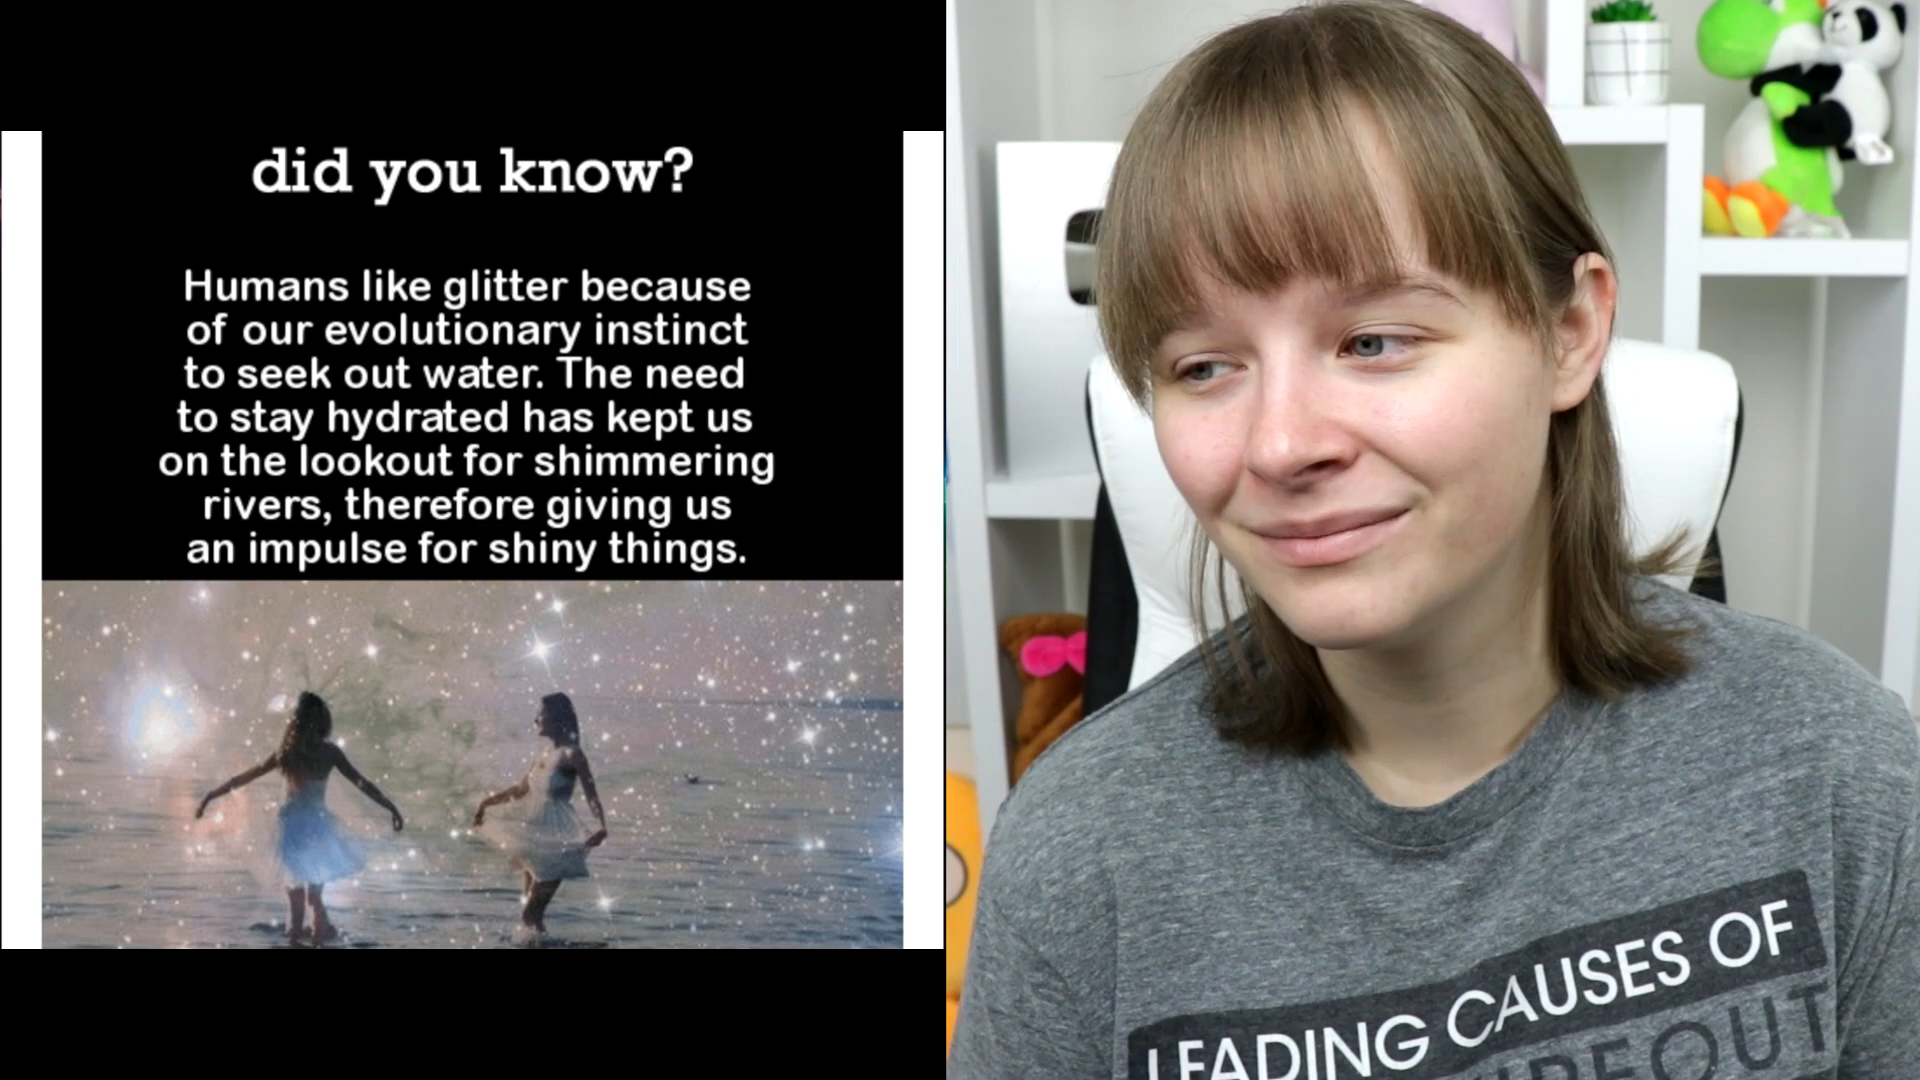 did you know?
Humans like glitter because
of our evolutionary instinct
to seek out water. The need
to stay hydrated has kept us
on the lookout for shimmering
rivers, therefore giving us
an impulse for shiny things.
LEADING CAUSES OF